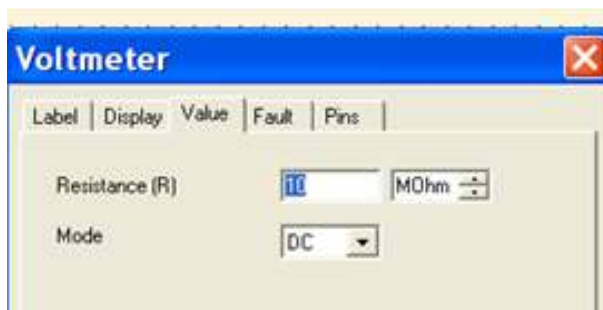 Voltmeter
Label Display Value Fault Pins
Resistance (R) 10 MOhm
Mode DC